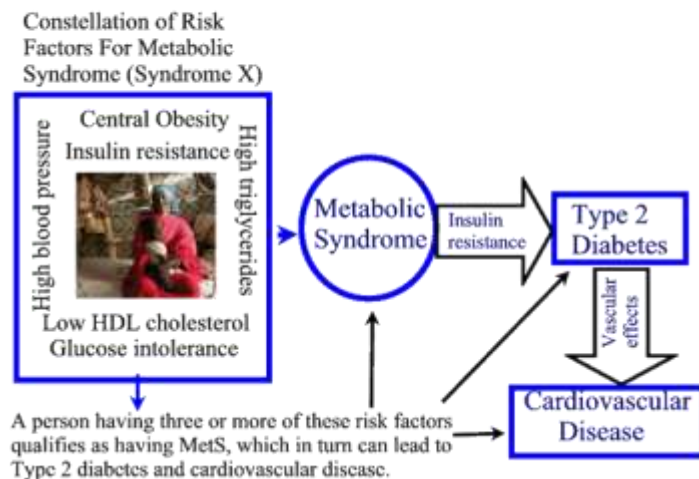 Constellation of Risk
Factors For Metabolic
Syndrome (Syndrome X)
Central Obesity
Insulin resistance
High blood pressure
High triglycerides
Low HDL cholesterol
Glucose intolerance
Metabolic
Syndrome
Insulin
resistance
Type 2
Diabetes
Vascular
effects
Cardiovascular
Disease
A person having three or more of these risk factors
qualifies as having MetS, which in turn can lead to
Type 2 diabetes and cardiovascular disease.